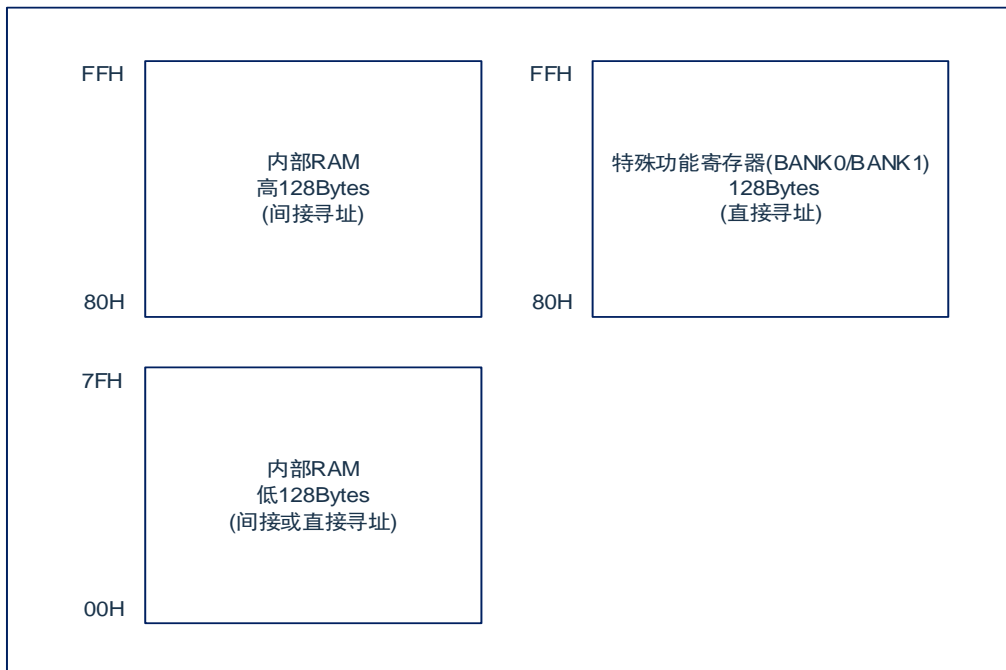 FFH
内部RAM
高128Bytes
(间接寻址)
80H
FFH
特殊功能寄存器(BANK0/BANK1)
128Bytes
(直接寻址)
80H
7FH
内部RAM
低128Bytes
(间接或直接寻址)
00H